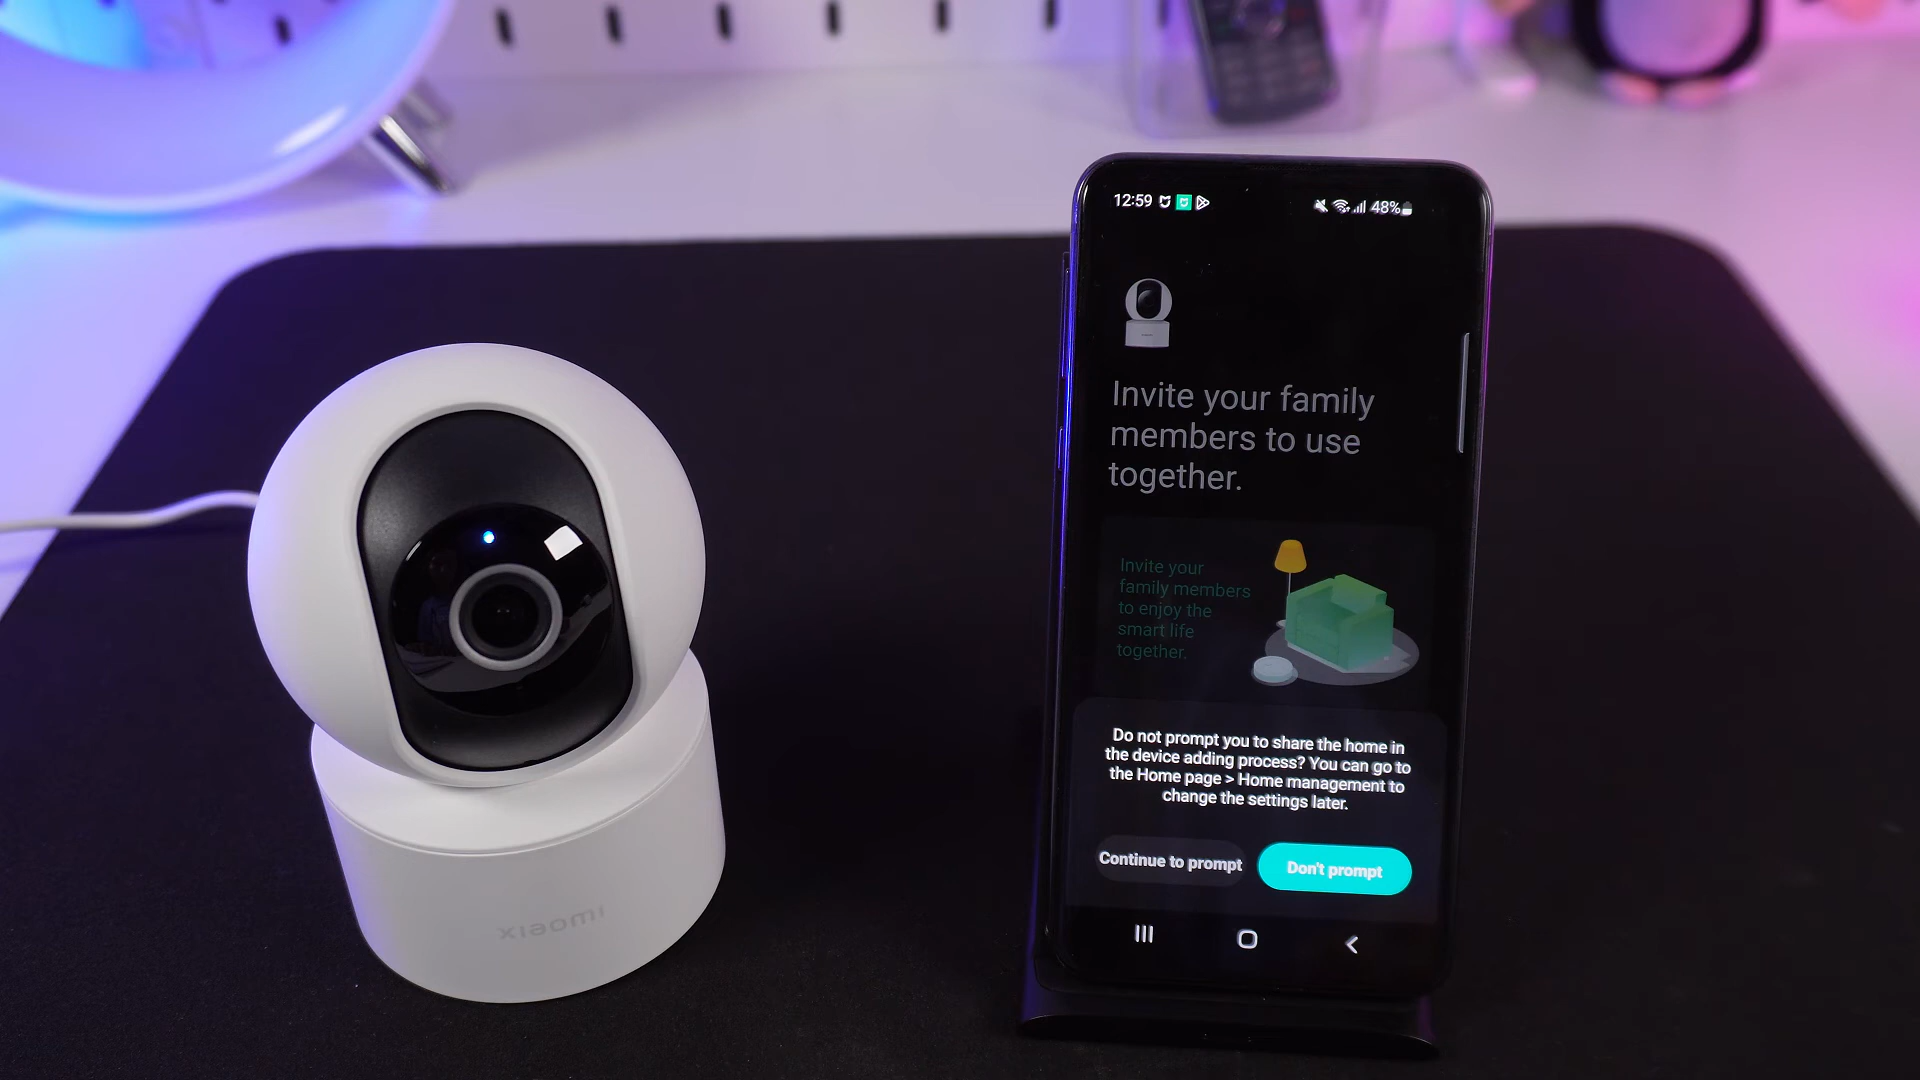 12:59
48%
Invite your family
members to use
together.
Invite your
family members
to enjoy the
smart life
together.
Do not prompt you to share the home in
the device adding process? You can go to
the Home page > Home management to
change the settings later.
Continue to prompt
Don't prompt
xiaomi